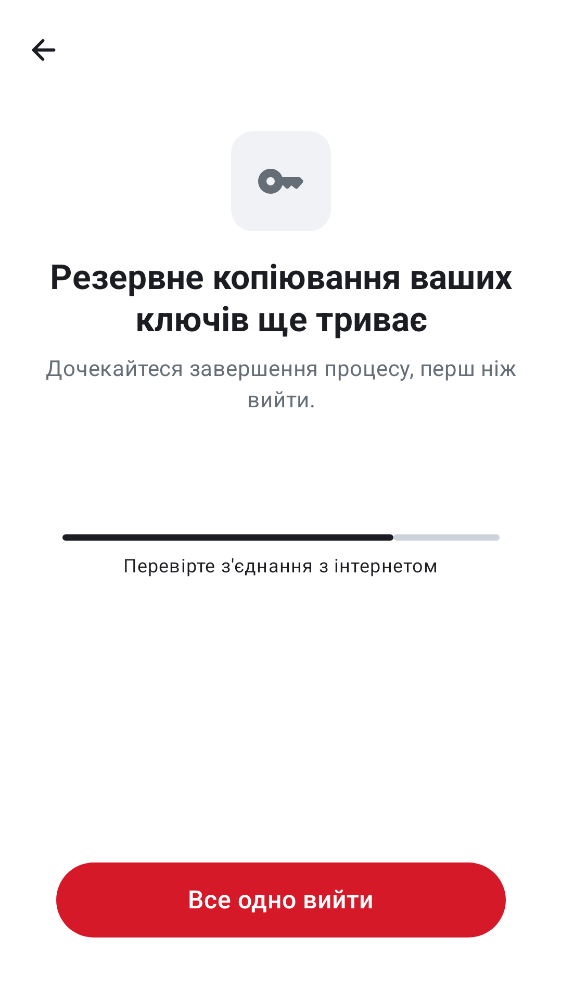 Резервне копіювання ваших
ключів ще триває
Дочекайтеся завершення процесу, перш ніж
вийти.
Перевірте з'єднання з інтернетом
Все одно вийти